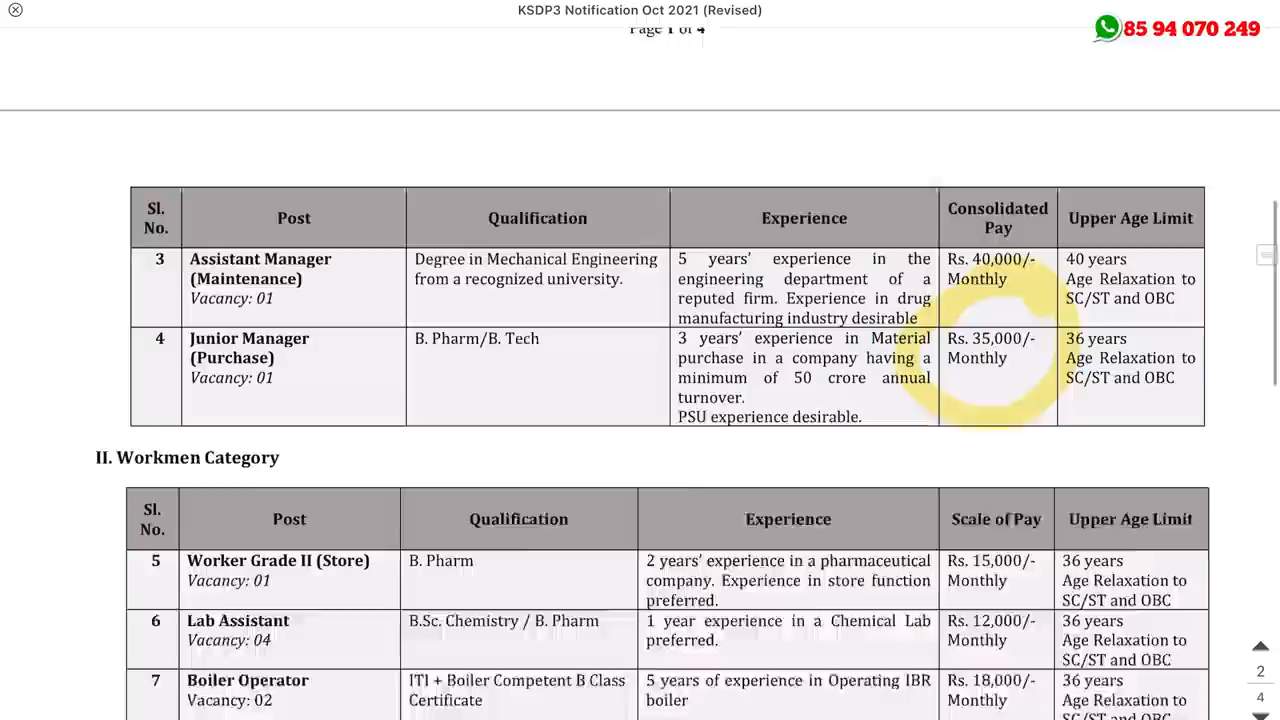 KSDP3 Notification Oct 2021 (Revised)
Page 1 of 4
85 94 070 249
Sl. No. Post Qualification Experience Consolidated Pay Upper Age Limit
3 Assistant Manager (Maintenance) Vacancy: 01
Degree in Mechanical Engineering from a recognized university.
5 years' experience in the engineering department of a reputed firm. Experience in drug manufacturing industry desirable
Rs. 40,000/- Monthly
40 years Age Relaxation to SC/ST and OBC
4 Junior Manager (Purchase) Vacancy: 01
B. Pharm/B. Tech
3 years' experience in Material purchase in a company having a minimum of 50 crore annual turnover. PSU experience desirable.
Rs. 35,000/- Monthly
36 years Age Relaxation to SC/ST and OBC
II. Workmen Category
Sl. No. Post Qualification Experience Scale of Pay Upper Age Limit
5 Worker Grade II (Store) Vacancy: 01
B. Pharm
2 years' experience in a pharmaceutical company. Experience in store function preferred.
Rs. 15,000/- Monthly
36 years Age Relaxation to SC/ST and OBC
6 Lab Assistant Vacancy: 04
B.Sc. Chemistry / B. Pharm
1 year experience in a Chemical Lab preferred.
Rs. 12,000/- Monthly
36 years Age Relaxation to SC/ST and OBC
7 Boiler Operator Vacancy: 02
ITI + Boiler Competent B Class Certificate
5 years of experience in Operating IBR boiler
Rs. 18,000/- Monthly
36 years Age Relaxation to SC/ST and OBC
2
4